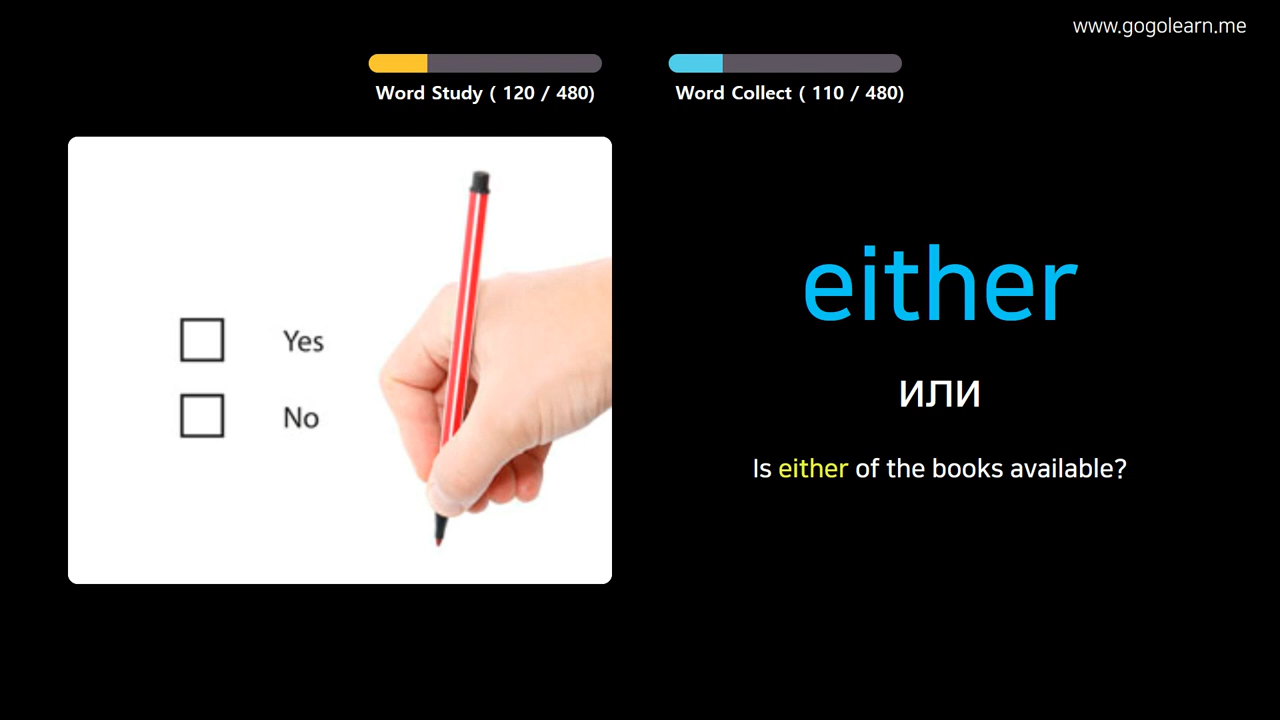 www.gogolearn.me
Word Study ( 120 / 480)
Word Collect ( 110 / 480)
Yes
No
either
или
Is either of the books available?